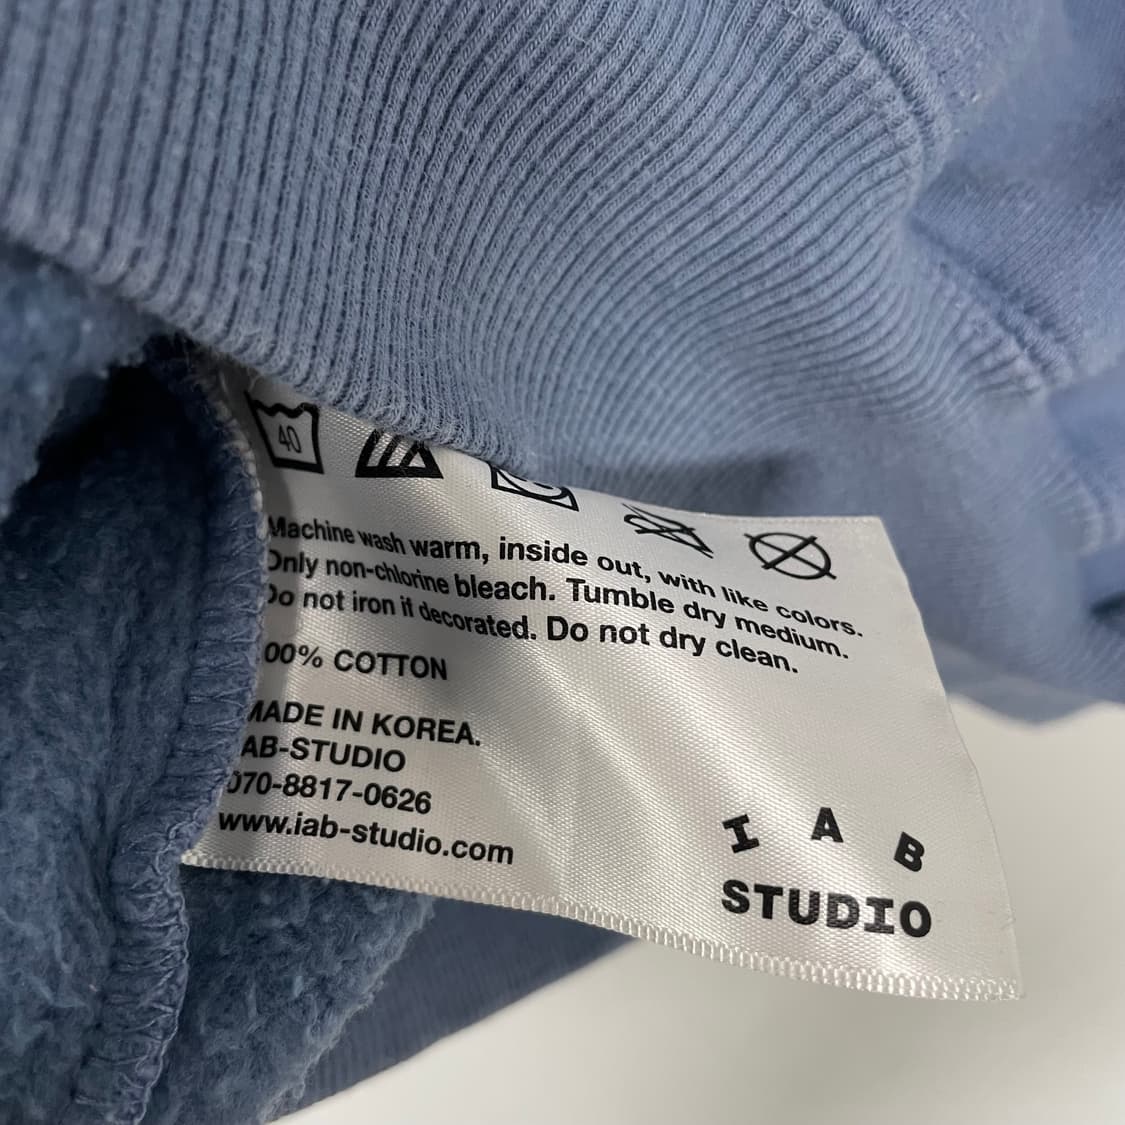 40
Machine wash warm, inside out, with like colors.
Only non-chlorine bleach. Tumble dry medium.
Do not iron if decorated. Do not dry clean.
100% COTTON
MADE IN KOREA.
IAB-STUDIO
070-8817-0626
www.iab-studio.com
I A B
STUDIO